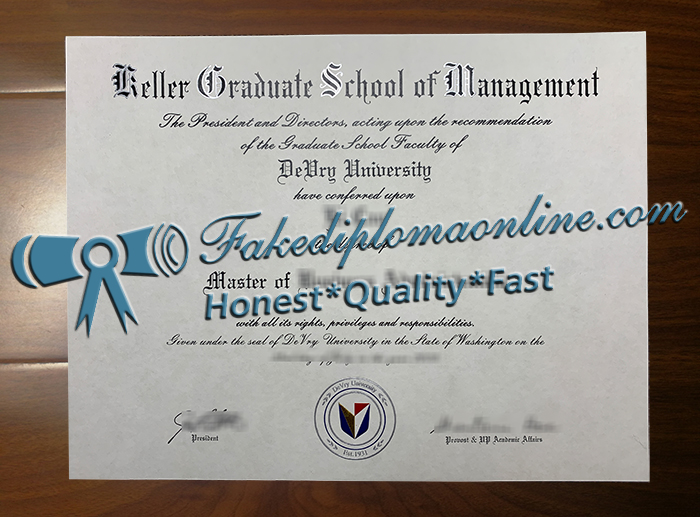 Keller Graduate School of Management
The President and Directors, acting upon the recommendation
of the Graduate School Faculty of
DeVry University
have conferred upon
Fakediplomaonline.com
Master of
Honest*Quality*Fast
with all its rights, privileges and responsibilities.
Given under the seal of DeVry University in the State of Washington on the
DeVry University
Est.1931
President
Provost & VP Academic Affairs